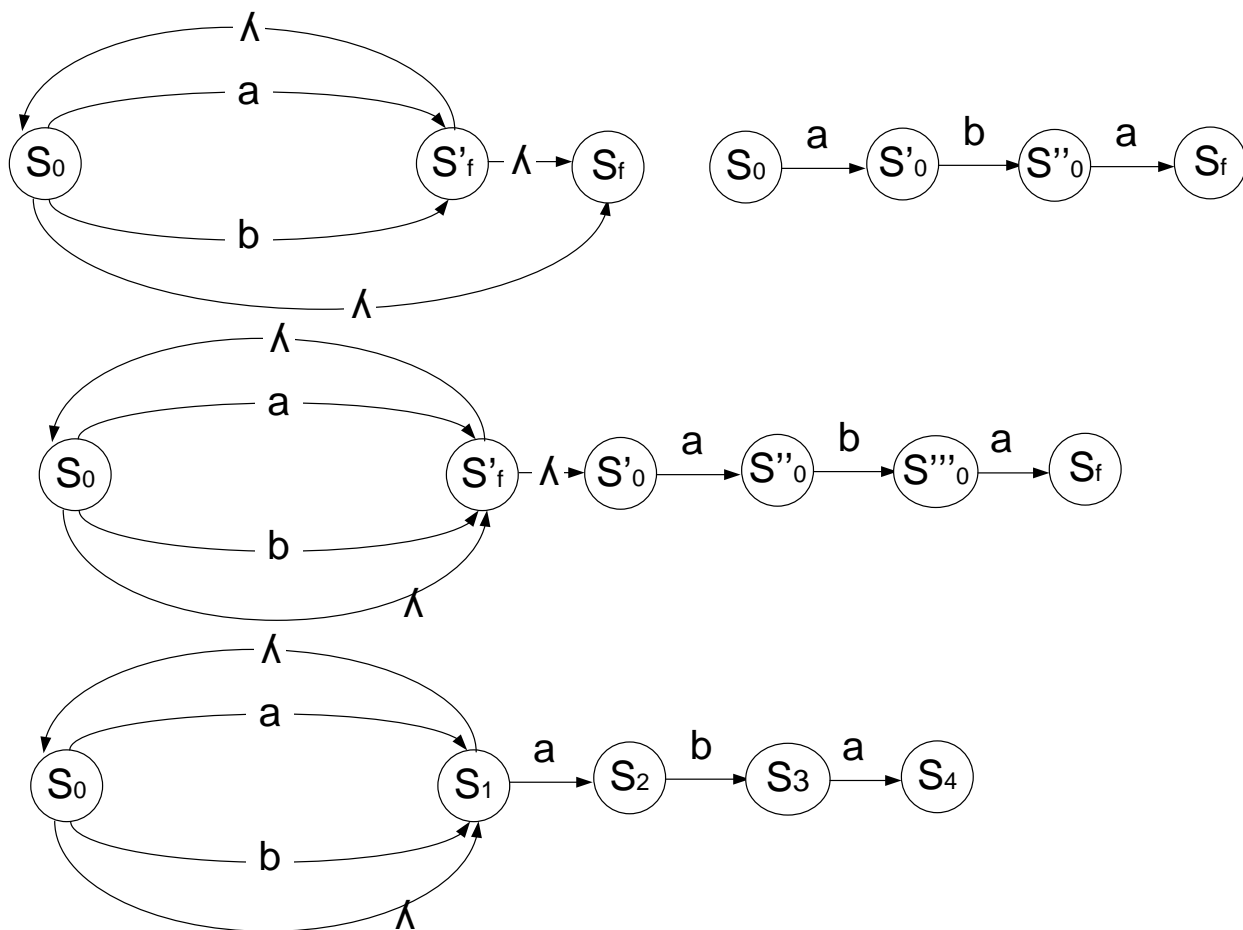 λ
a
S0 S'f λ Sf
b
λ
a b a
S0 S'0 S''0 Sf
λ
a
S0 S'f λ S'0 a S''0 b S'''0 a Sf
b
λ
λ
a
S0 S1 a S2 b S3 a S4
b
λ